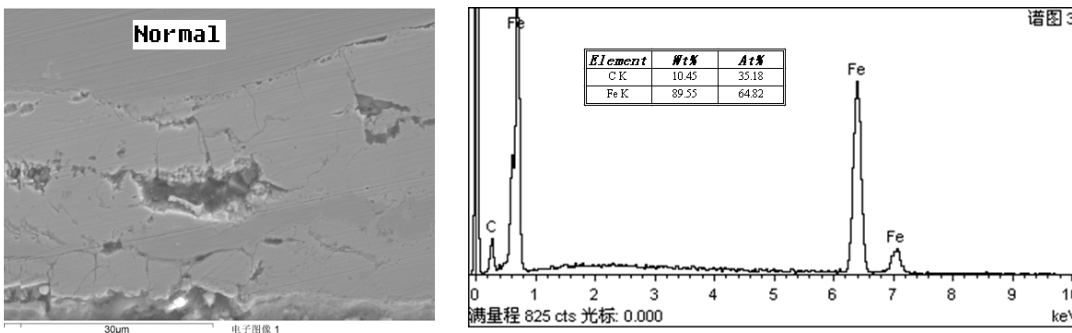 Normal
30μm
电子图像 1
谱图 3
Fe
Element Wt% At%
C K 10.45 35.18
Fe K 89.55 64.82
Fe
C
Fe
0 1 2 3 4 5 6 7 8 9 10
满量程 825 cts 光标: 0.000
keV